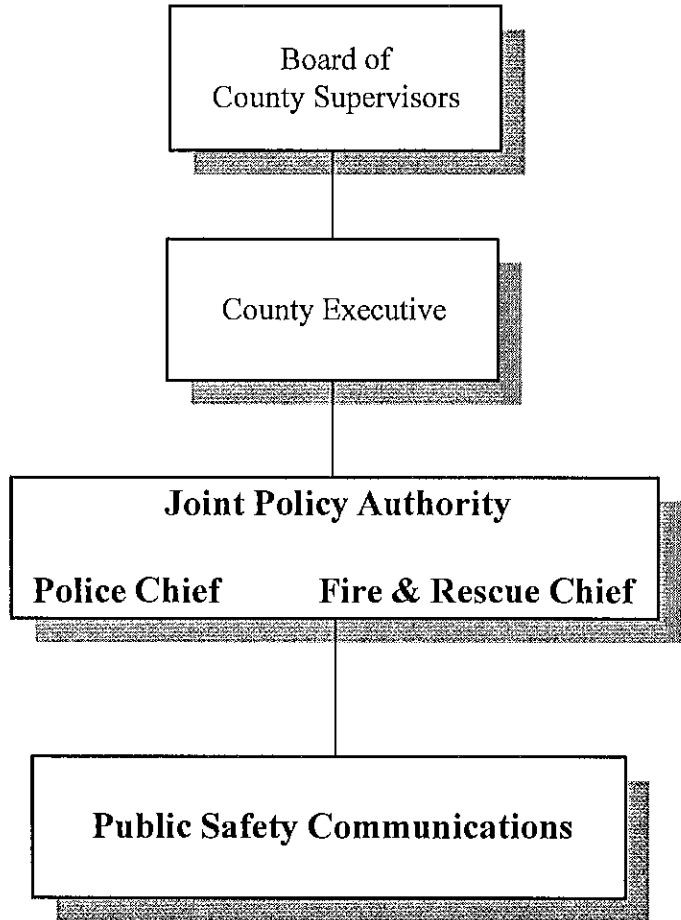 Board of
County Supervisors
County Executive
Joint Policy Authority
Police Chief Fire & Rescue Chief
Public Safety Communications